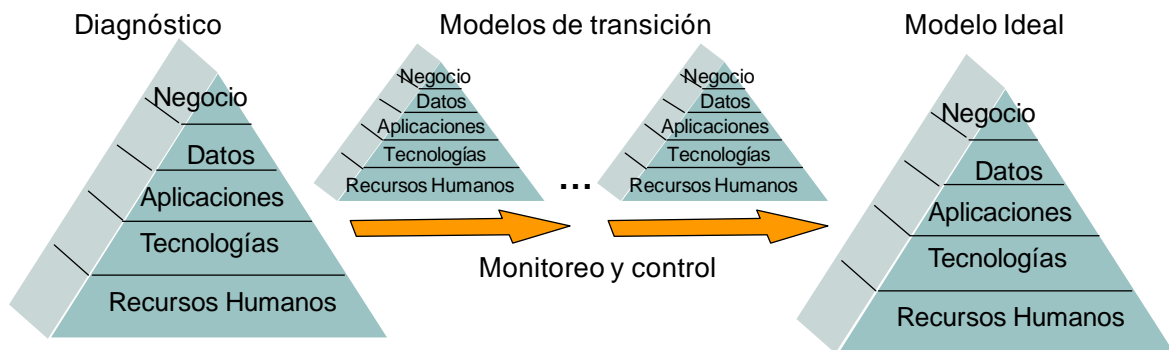 Diagnóstico
Modelos de transición
Modelo Ideal
Negocio
Datos
Aplicaciones
Tecnologías
Recursos Humanos
Negocio
Datos
Aplicaciones
Tecnologías
Recursos Humanos
...
Negocio
Datos
Aplicaciones
Tecnologías
Recursos Humanos
Monitoreo y control
Negocio
Datos
Aplicaciones
Tecnologías
Recursos Humanos